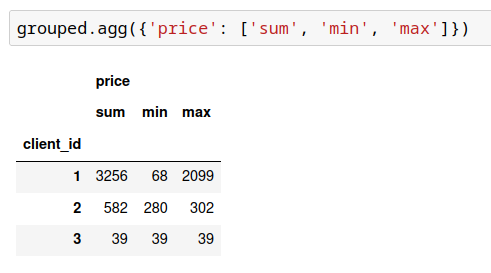 grouped.agg({'price': ['sum', 'min', 'max']})
price
sum min max
client_id
1 3256 68 2099
2 582 280 302
3 39 39 39